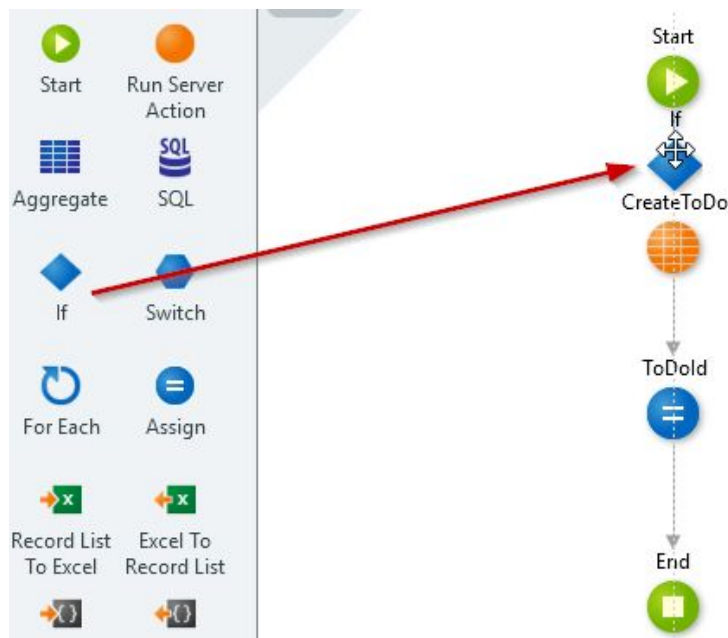 Start
Run Server
Action
Aggregate
SQL
SQL
If
Switch
For Each
Assign
x
Record List
To Excel
x
Excel To
Record List
{}
{}
Start
If
CreateToDo
ToDoId
End